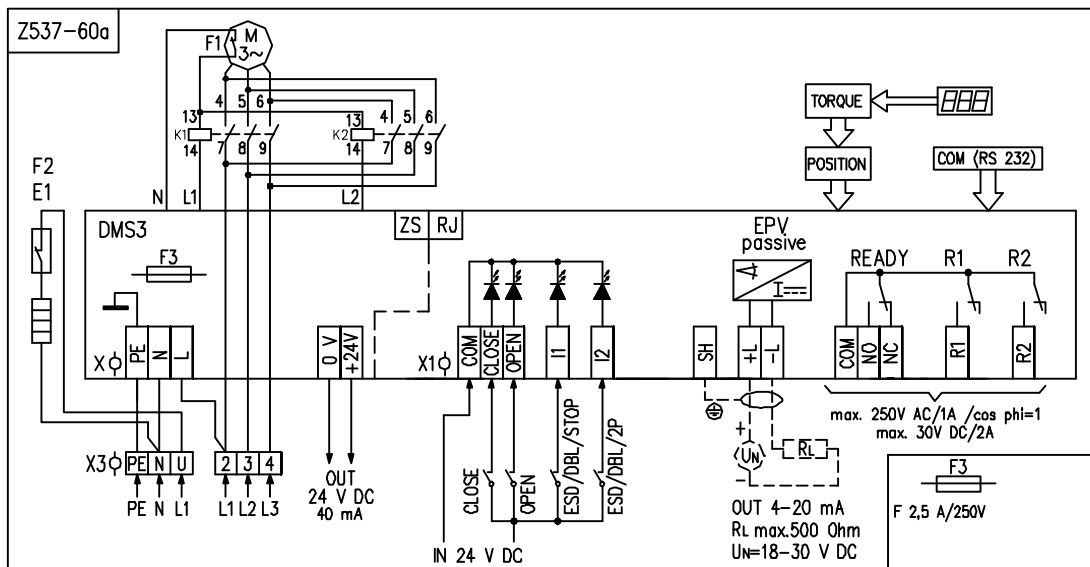 Z537-60a
F1
M
3~
4 5 6
13
K1
14
7 8 9
13 4 5 6
K2
14 7 8 9
TORQUE
POSITION
COM (RS 232)
F2
E1
N L1 L2
DMS3
F3
ZS RJ
EPV
passive
READY R1 R2
X
PE N L
0 V
+24V
X1
COM
CLOSE
OPEN
I1
I2
SH
+L
-L
I
COM
NO
NC
R1
R2
max. 250V AC/1A /cos phi=1
max. 30V DC/2A
X3
PE N U 2 3 4
PE N L1 L1 L2 L3
OUT
24 V DC
40 mA
CLOSE
OPEN
ESD/DBL/STOP
ESD/DBL/2P
IN 24 V DC
+
UN
-
RL
OUT 4-20 mA
RL max.500 Ohm
UN=18-30 V DC
F3
F 2,5 A/250V